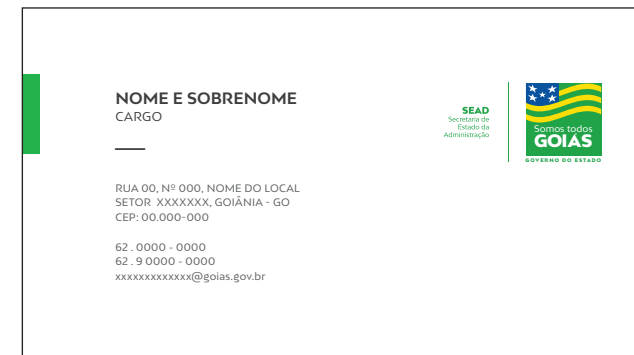 NOME E SOBRENOME
CARGO
RUA 00, Nº 000, NOME DO LOCAL
SETOR XXXXXXX, GOIÂNIA - GO
CEP: 00.000-000
62 . 0000 - 0000
62 . 9 0000 - 0000
xxxxxxxxxxxxx@goias.gov.br
SEAD
Secretaria de
Estado da
Administração
Somos todos
GOIÁS
GOVERNO DO ESTADO